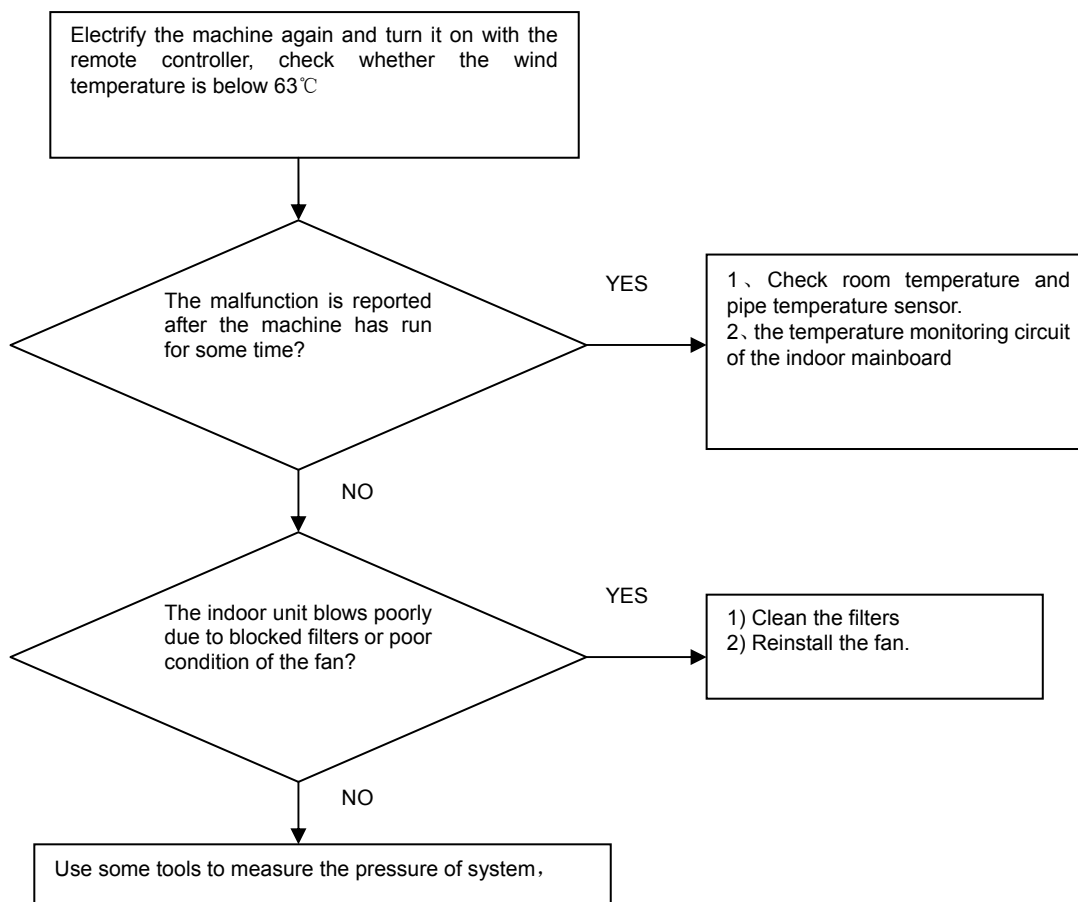 Electrify the machine again and turn it on with the
remote controller, check whether the wind
temperature is below 63℃
The malfunction is reported
after the machine has run
for some time?
YES
1、Check room temperature and
pipe temperature sensor.
2、the temperature monitoring circuit
of the indoor mainboard
NO
The indoor unit blows poorly
due to blocked filters or poor
condition of the fan?
YES
1) Clean the filters
2) Reinstall the fan.
NO
Use some tools to measure the pressure of system，